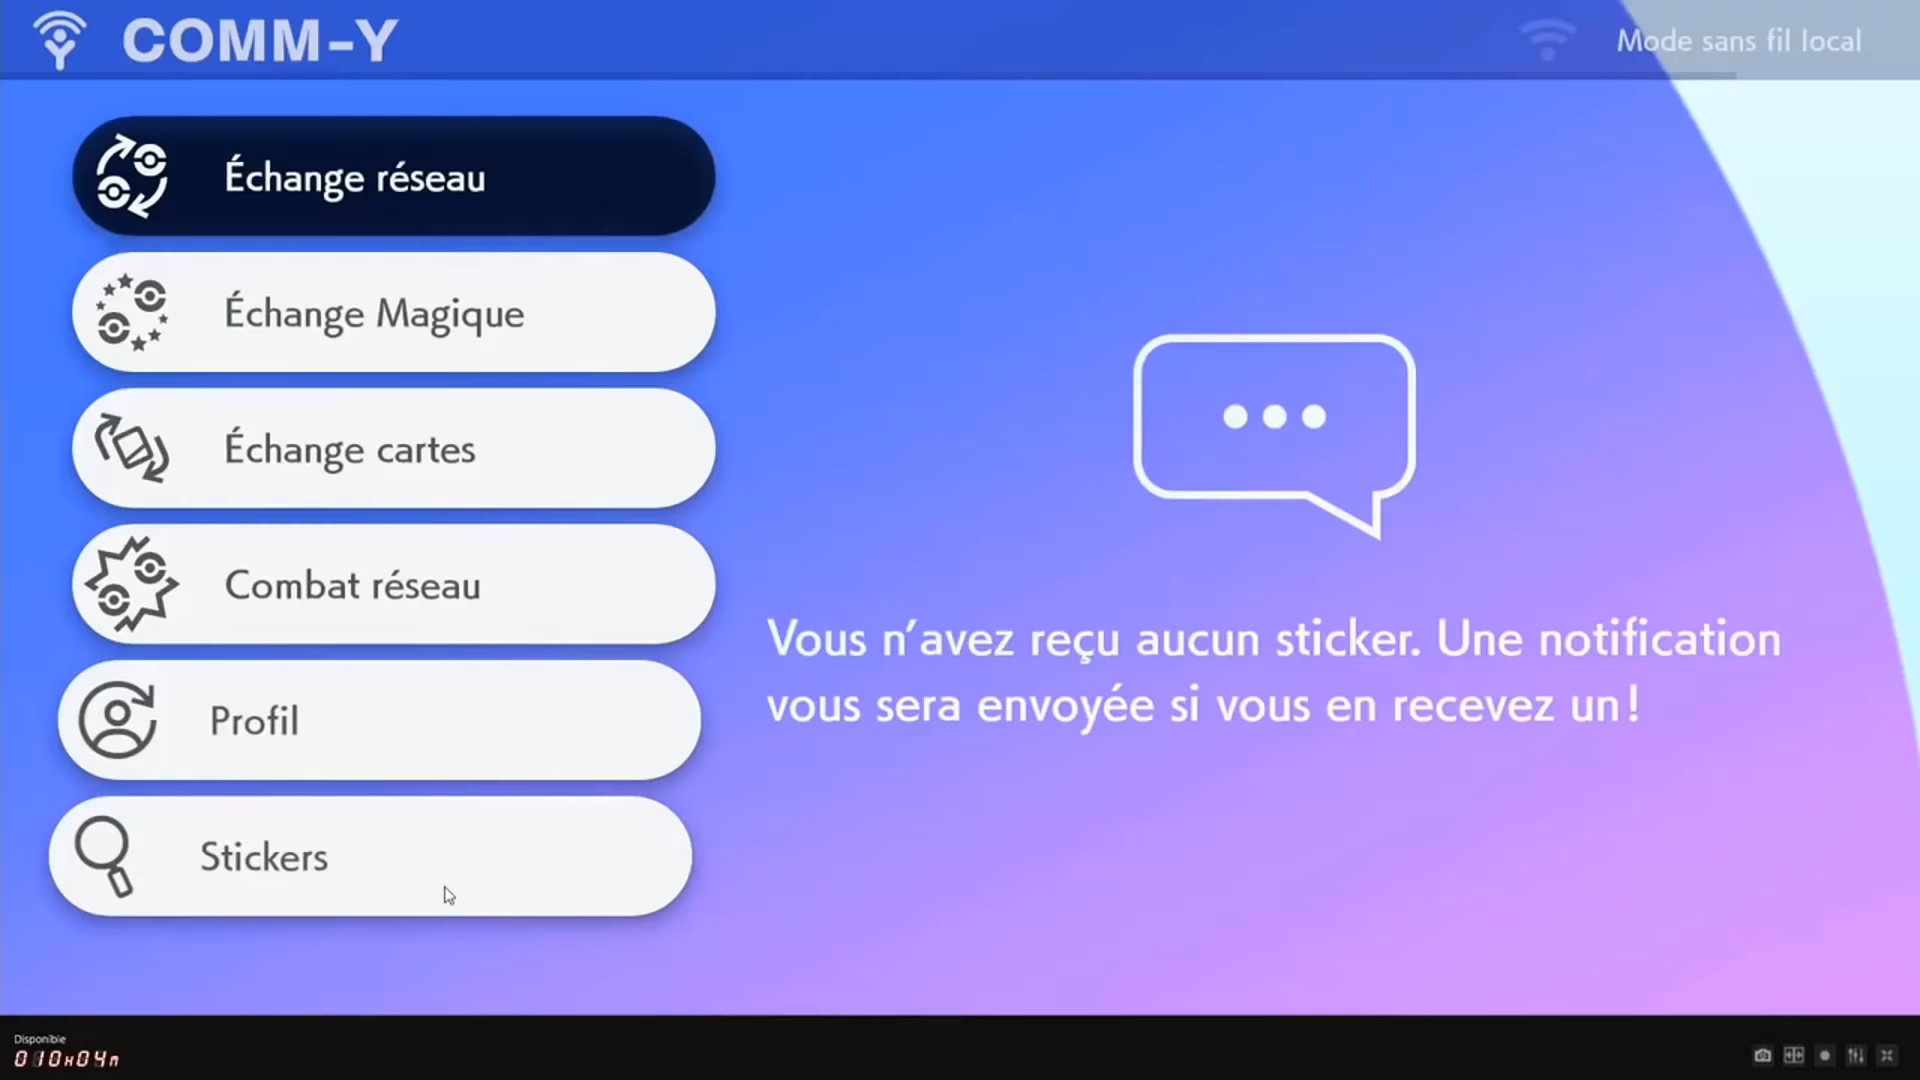 COMM-Y
Mode sans fil local
Échange réseau
Échange Magique
Échange cartes
Combat réseau
Profil
Stickers
Vous n’avez reçu aucun sticker. Une notification
vous sera envoyée si vous en recevez un !
Disponible
010H04m